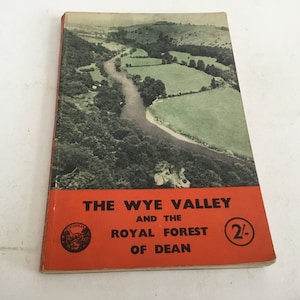 THE WYE VALLEY
AND THE
ROYAL FOREST
OF DEAN
2/-